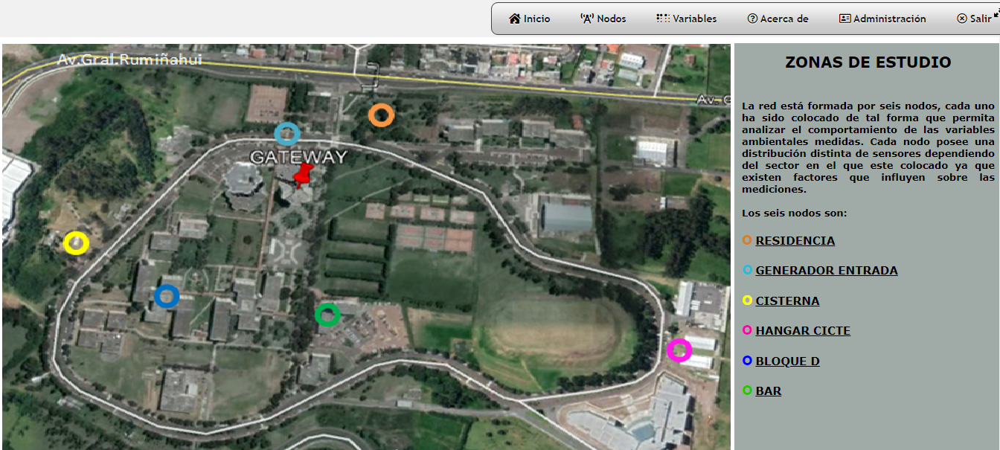 Inicio Nodos Variables Acerca de Administración Salir
Av.Gral.Rumiñahui
Av. G
GATEWAY
ZONAS DE ESTUDIO
La red está formada por seis nodos, cada uno
ha sido colocado de tal forma que permita
analizar el comportamiento de las variables
ambientales medidas. Cada nodo posee una
distribución distinta de sensores dependiendo
del sector en el que este colocado ya que
existen factores que influyen sobre las
mediciones.
Los seis nodos son:
RESIDENCIA
GENERADOR ENTRADA
CISTERNA
HANGAR CICTE
BLOQUE D
BAR